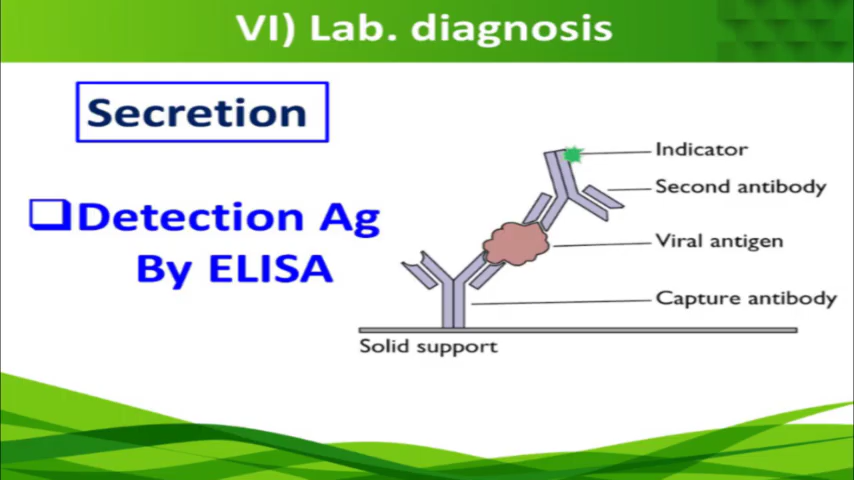 VI) Lab. diagnosis
Secretion
Detection Ag
By ELISA
Indicator
Second antibody
Viral antigen
Capture antibody
Solid support